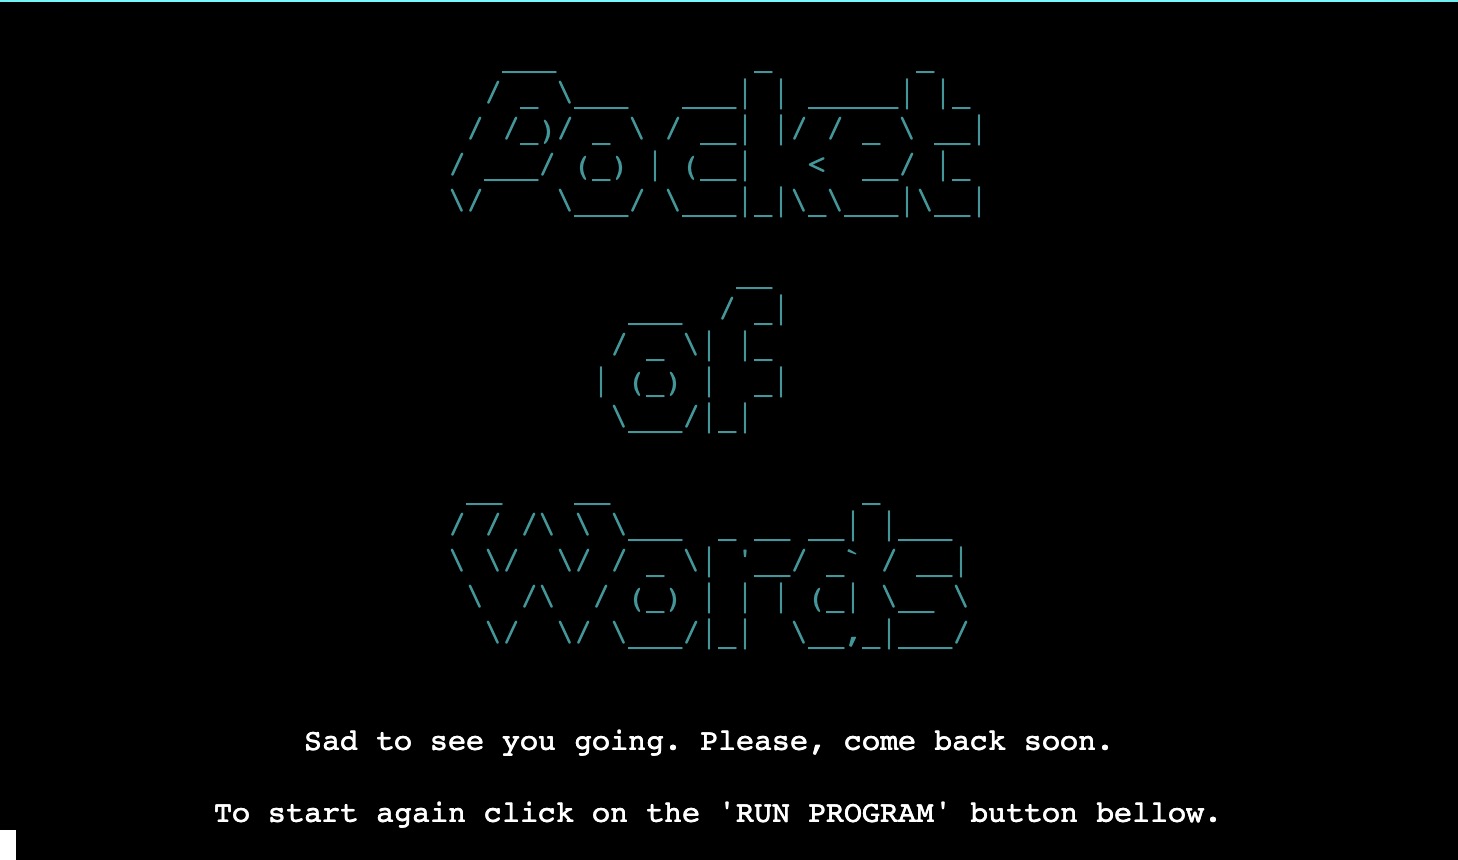 Pocket
of
Words
Sad to see you going. Please, come back soon.
To start again click on the 'RUN PROGRAM' button bellow.